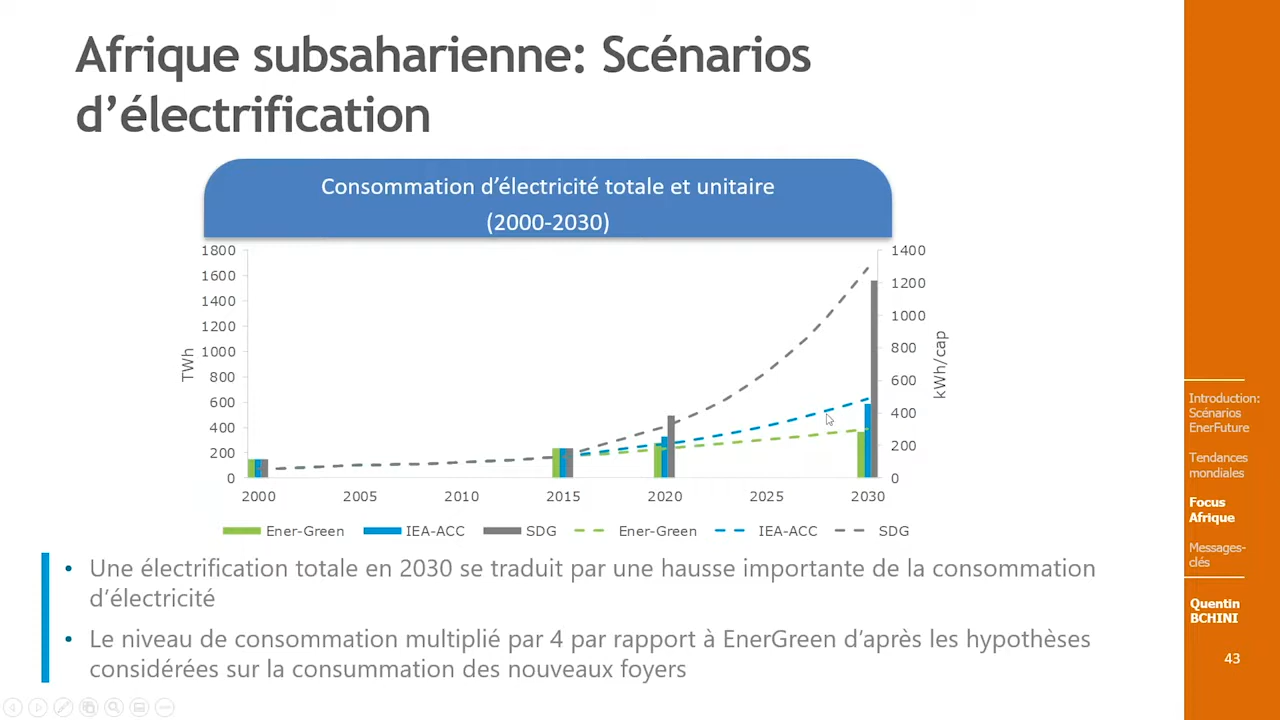 Afrique subsaharienne: Scénarios
d’électrification
Consommation d’électricité totale et unitaire
(2000-2030)
1800
1600
1400
1200
1000
800
600
400
200
0
TWh
1400
1200
1000
800
600
400
200
0
kWh/cap
2000 2005 2010 2015 2020 2025 2030
Ener-Green IEA-ACC SDG Ener-Green IEA-ACC SDG
• Une électrification totale en 2030 se traduit par une hausse importante de la consommation
d’électricité
• Le niveau de consommation multiplié par 4 par rapport à EnerGreen d’après les hypothèses
considérées sur la consummation des nouveaux foyers
Introduction:
Scénarios
EnerFuture
Tendances
mondiales
Focus
Afrique
Messages-
clés
Quentin
BCHINI
43